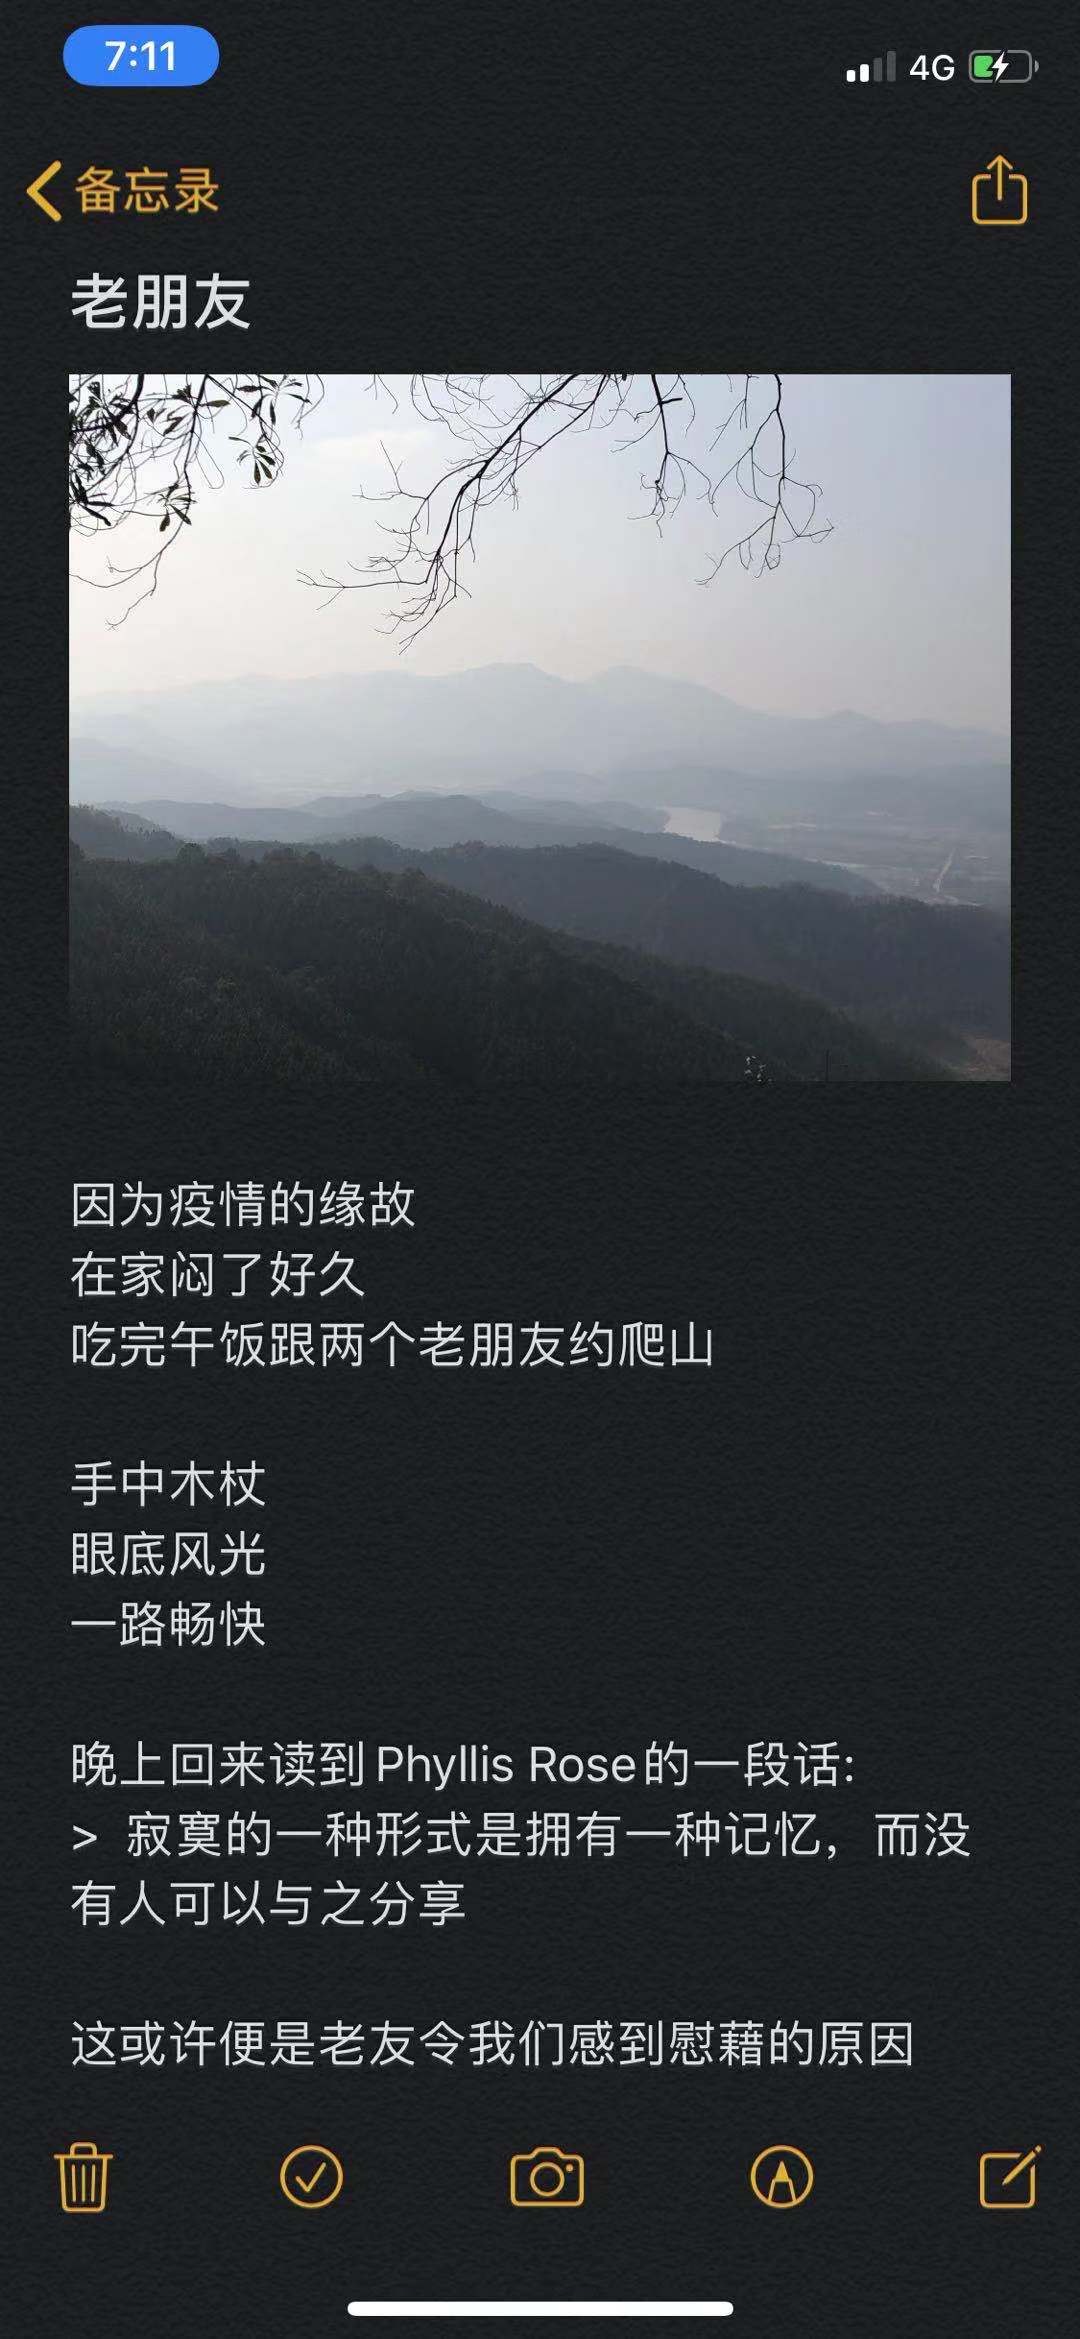 7:11
4G
备忘录
老朋友
因为疫情的缘故
在家闷了好久
吃完午饭跟两个老朋友约爬山
手中木杖
眼底风光
一路畅快
晚上回来读到Phyllis Rose的一段话:
> 寂寞的一种形式是拥有一种记忆，而没
有人可以与之分享
这或许便是老友令我们感到慰藉的原因